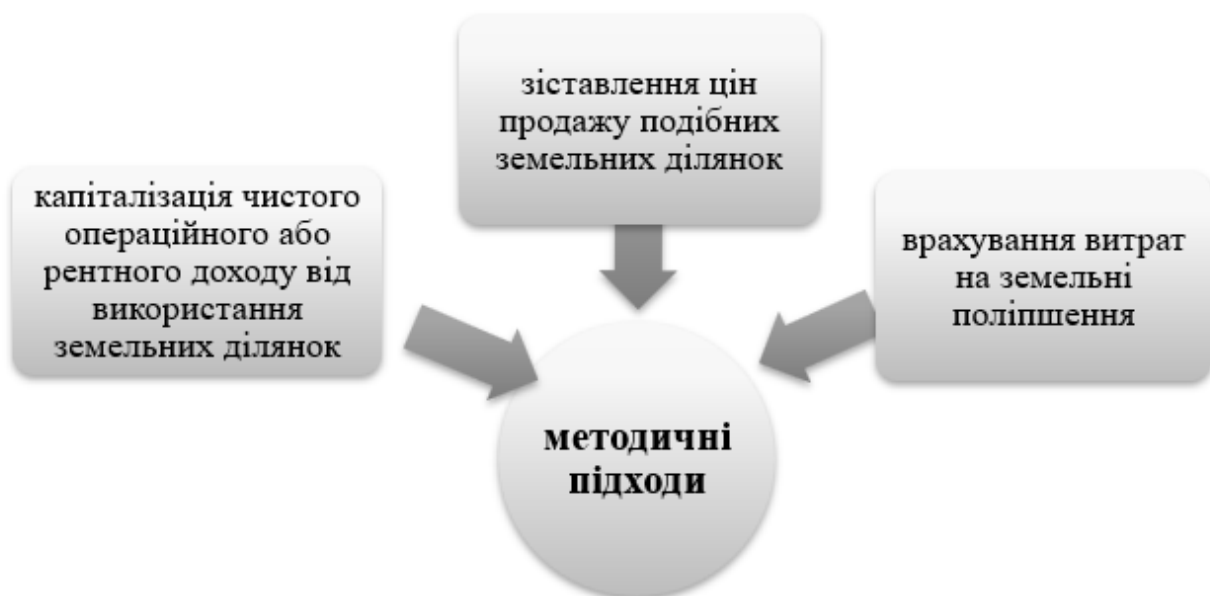 зіставлення цін
продажу подібних
земельних ділянок
капіталізація чистого
операційного або
рентного доходу від
використання
земельних ділянок
врахування витрат
на земельні
поліпшення
методичні
підходи